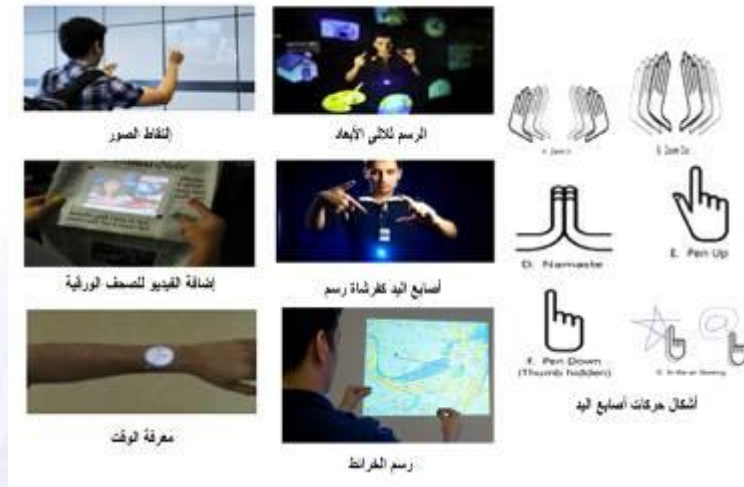 إلتقاط الصور
الرسم ثلاثي الأبعاد
إضافة الفيديو للصحف الورقية
أصابع اليد كفرشاة رسم
معرفة الوقت
رسم الخرائط
D. Namaste
E. Pen Up
F. Pen Down
(Thumb hidden)
أشكال حركات أصابع اليد